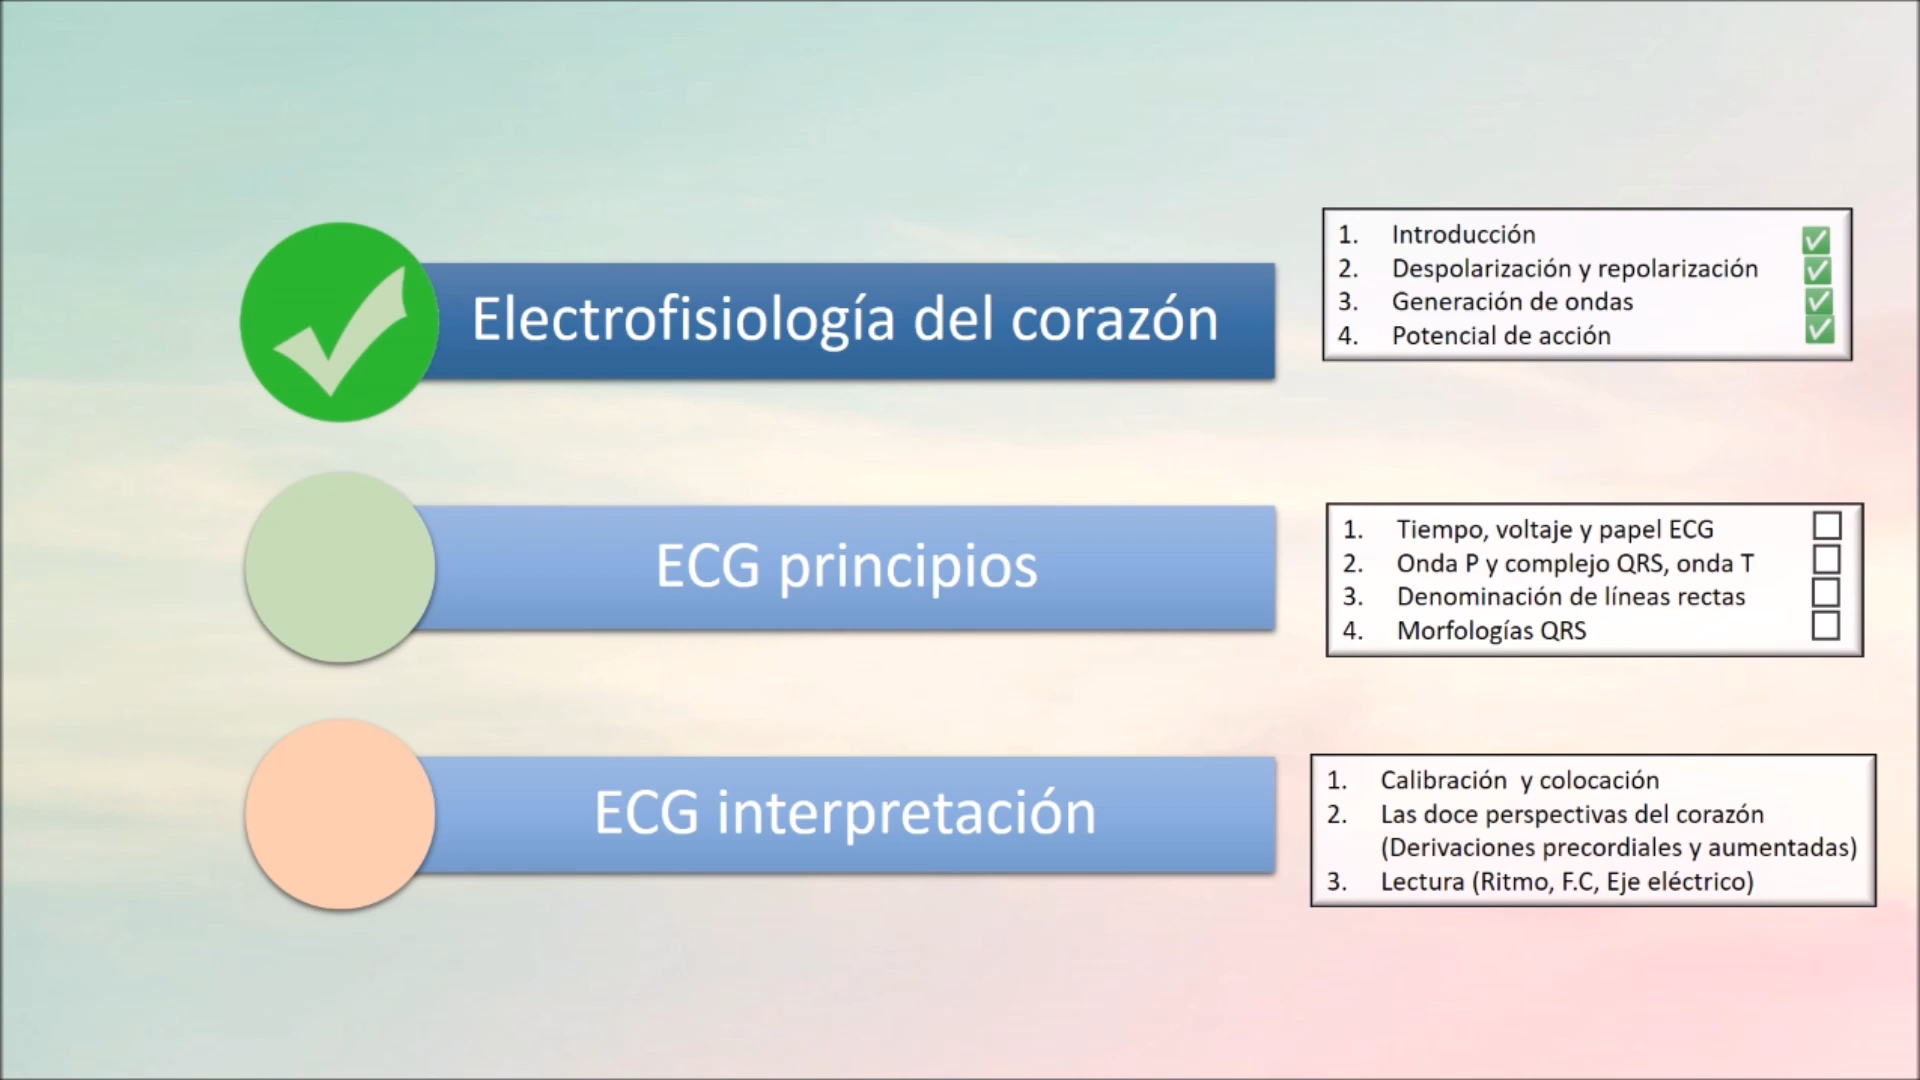 Electrofisiología del corazón
1. Introducción ✅
2. Despolarización y repolarización ✅
3. Generación de ondas ✅
4. Potencial de acción ✅
ECG principios
1. Tiempo, voltaje y papel ECG
2. Onda P y complejo QRS, onda T
3. Denominación de líneas rectas
4. Morfologías QRS
ECG interpretación
1. Calibración y colocación
2. Las doce perspectivas del corazón
(Derivaciones precordiales y aumentadas)
3. Lectura (Ritmo, F.C, Eje eléctrico)